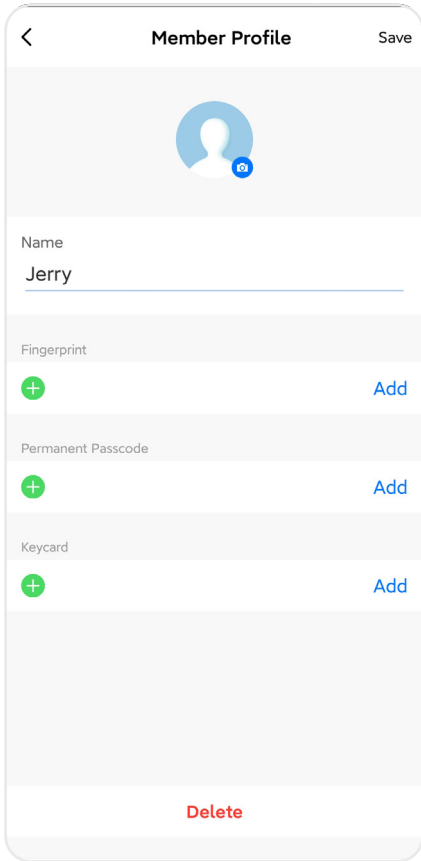 Member Profile Save
Name
Jerry
Fingerprint
Add
Permanent Passcode
Add
Keycard
Add
Delete